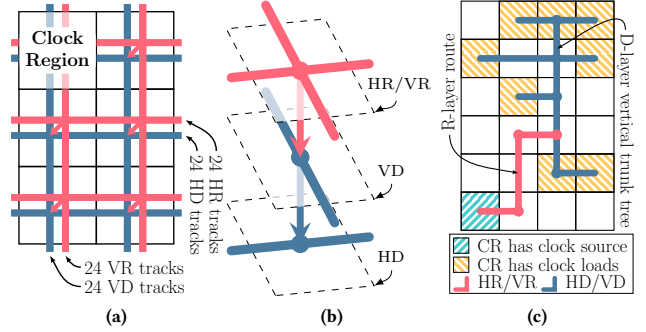 Clock
Region
24 HR tracks
24 HD tracks
24 VR tracks
24 VD tracks
(a)
HR/VR
VD
HD
(b)
R-layer route
D-layer vertical trunk tree
CR has clock source
CR has clock loads
HR/VR
HD/VD
(c)